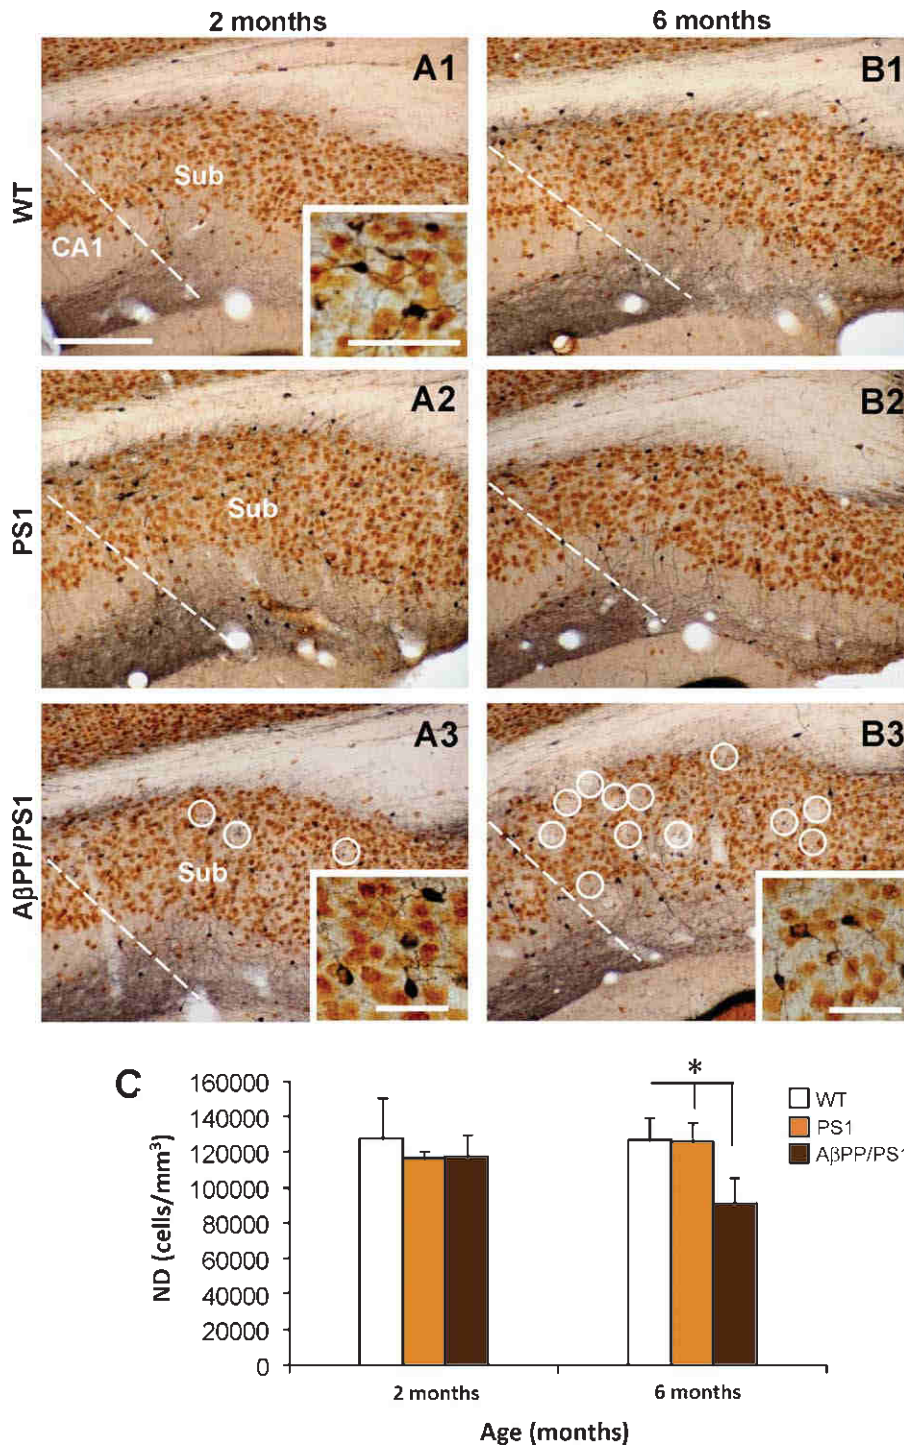 2 months
6 months
WT
A1
Sub
CA1
B1
PS1
A2
Sub
B2
AβPP/PS1
A3
Sub
B3
C
ND (cells/mm³)
160000
140000
120000
100000
80000
60000
40000
20000
0
*
WT
PS1
AβPP/PS1
2 months
6 months
Age (months)